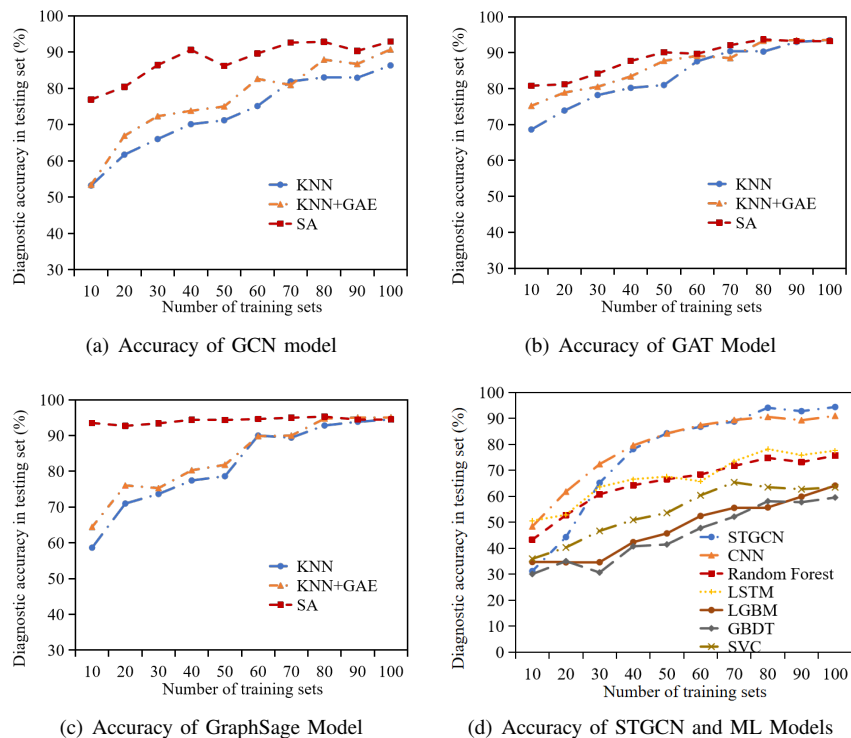 Diagnostic accuracy in testing set (%)
100
90
80
70
60
50
40
30
KNN
KNN+GAE
SA
10 20 30 40 50 60 70 80 90 100
Number of training sets
(a) Accuracy of GCN model
Diagnostic accuracy in testing set (%)
100
90
80
70
60
50
40
30
KNN
KNN+GAE
SA
10 20 30 40 50 60 70 80 90 100
Number of training sets
(b) Accuracy of GAT Model
Diagnostic accuracy in testing set (%)
100
90
80
70
60
50
40
30
KNN
KNN+GAE
SA
10 20 30 40 50 60 70 80 90 100
Number of training sets
(c) Accuracy of GraphSage Model
Diagnostic accuracy in testing set (%)
100
90
80
70
60
50
40
30
20
10
0
STGCN
CNN
Random Forest
LSTM
LGBM
GBDT
SVC
10 20 30 40 50 60 70 80 90 100
Number of training sets
(d) Accuracy of STGCN and ML Models